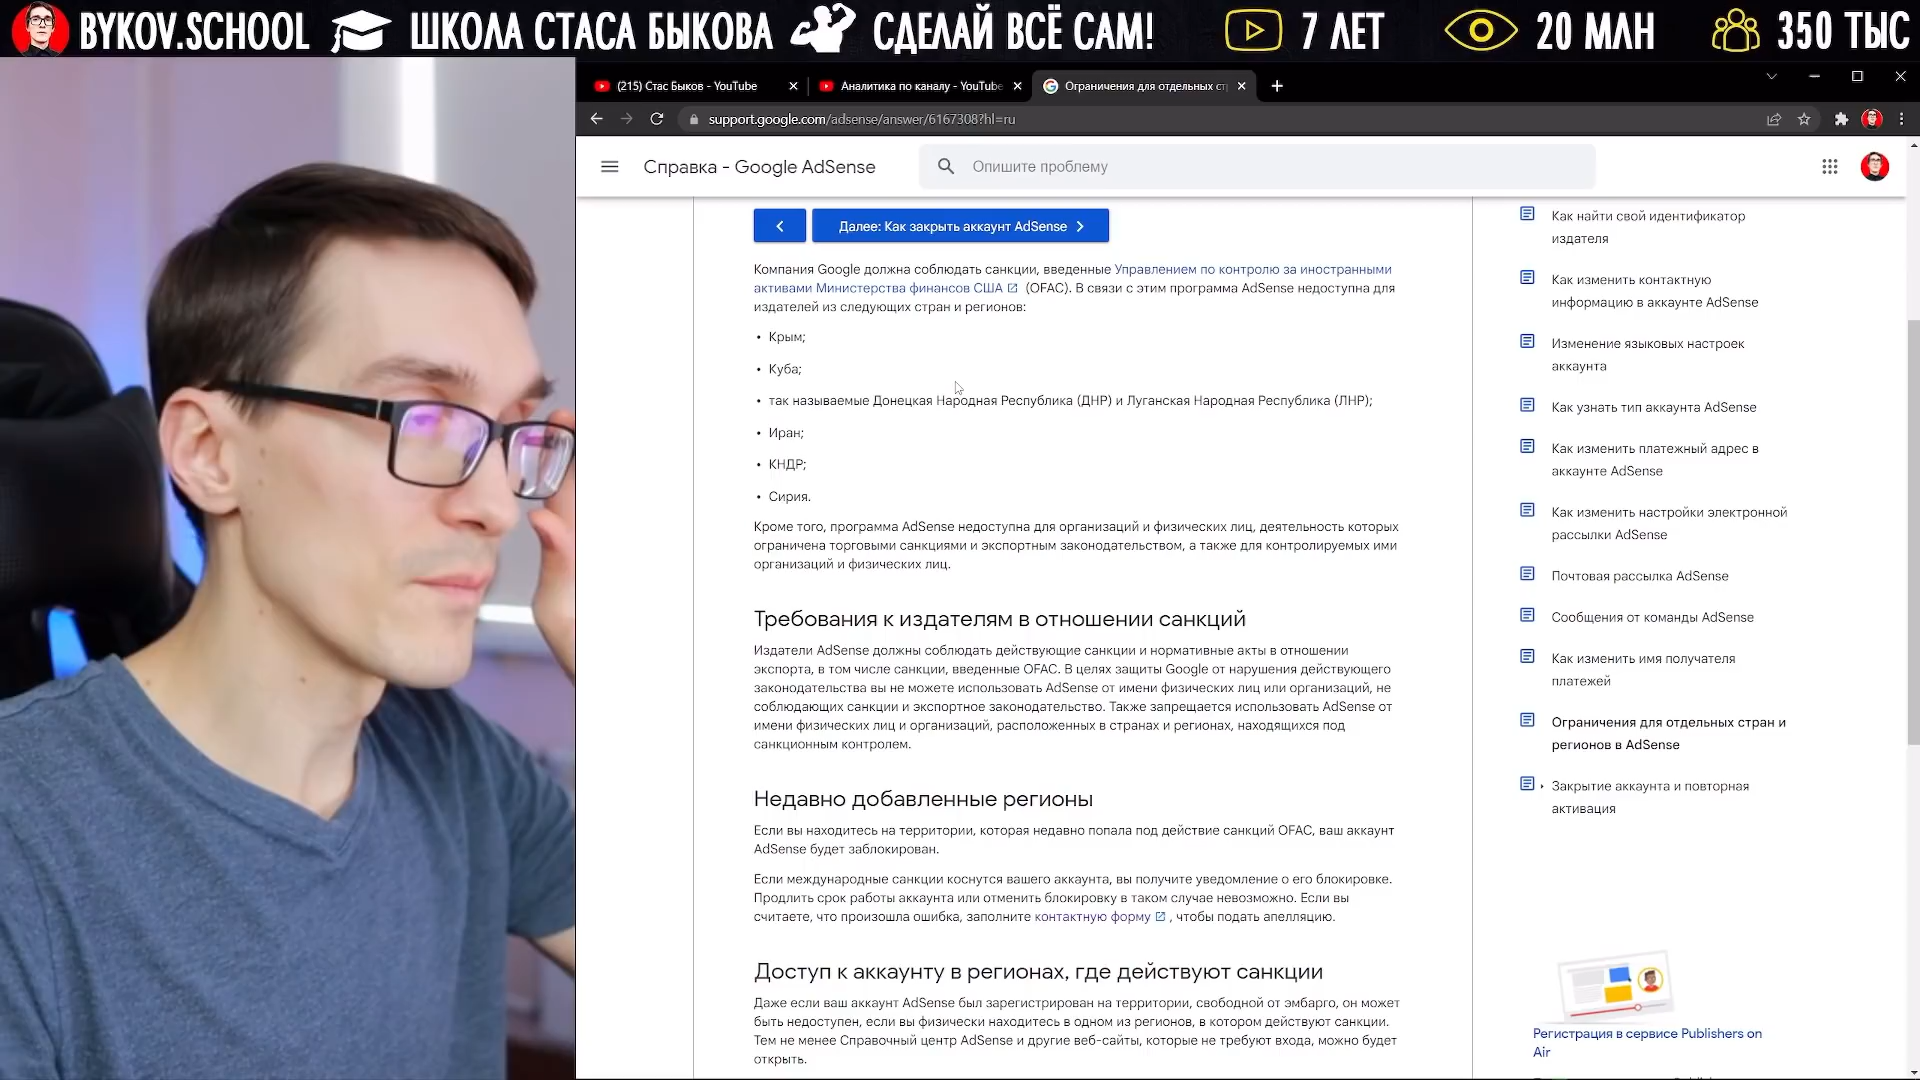 BYKOV.SCHOOL ШКОЛА СТАСА БЫКОВА СДЕЛАЙ ВСЁ САМ! 7 ЛЕТ 20 МЛН 350 ТЫС
(215) Стас Быков - YouTube
Аналитика по каналу - YouTube
Ограничения для отдельных ст
support.google.com/adsense/answer/6167308?hl=ru
Справка - Google AdSense
Опишите проблему
Далее: Как закрыть аккаунт AdSense
Компания Google должна соблюдать санкции, введенные Управлением по контролю за иностранными
активами Министерства финансов США (OFAC). В связи с этим программа AdSense недоступна для
издателей из следующих стран и регионов:
• Крым;
• Куба;
• так называемые Донецкая Народная Республика (ДНР) и Луганская Народная Республика (ЛНР);
• Иран;
• КНДР;
• Сирия.
Кроме того, программа AdSense недоступна для организаций и физических лиц, деятельность которых
ограничена торговыми санкциями и экспортным законодательством, а также для контролируемых ими
организаций и физических лиц.
Требования к издателям в отношении санкций
Издатели AdSense должны соблюдать действующие санкции и нормативные акты в отношении
экспорта, в том числе санкции, введенные OFAC. В целях защиты Google от нарушения действующего
законодательства вы не можете использовать AdSense от имени физических лиц или организаций, не
соблюдающих санкции и экспортное законодательство. Также запрещается использовать AdSense от
имени физических лиц и организаций, расположенных в странах и регионах, находящихся под
санкционным контролем.
Недавно добавленные регионы
Если вы находитесь на территории, которая недавно попала под действие санкций OFAC, ваш аккаунт
AdSense будет заблокирован.
Если международные санкции коснутся вашего аккаунта, вы получите уведомление о его блокировке.
Продлить срок работы аккаунта или отменить блокировку в таком случае невозможно. Если вы
считаете, что произошла ошибка, заполните контактную форму , чтобы подать апелляцию.
Доступ к аккаунту в регионах, где действуют санкции
Даже если ваш аккаунт AdSense был зарегистрирован на территории, свободной от эмбарго, он может
быть недоступен, если вы физически находитесь в одном из регионов, в котором действуют санкции.
Тем не менее Справочный центр AdSense и другие веб-сайты, которые не требуют входа, можно будет
открыть.
Как найти свой идентификатор
издателя
Как изменить контактную
информацию в аккаунте AdSense
Изменение языковых настроек
аккаунта
Как узнать тип аккаунта AdSense
Как изменить платежный адрес в
аккаунте AdSense
Как изменить настройки электронной
рассылки AdSense
Почтовая рассылка AdSense
Сообщения от команды AdSense
Как изменить имя получателя
платежей
Ограничения для отдельных стран и
регионов в AdSense
Закрытие аккаунта и повторная
активация
Регистрация в сервисе Publishers on
Air